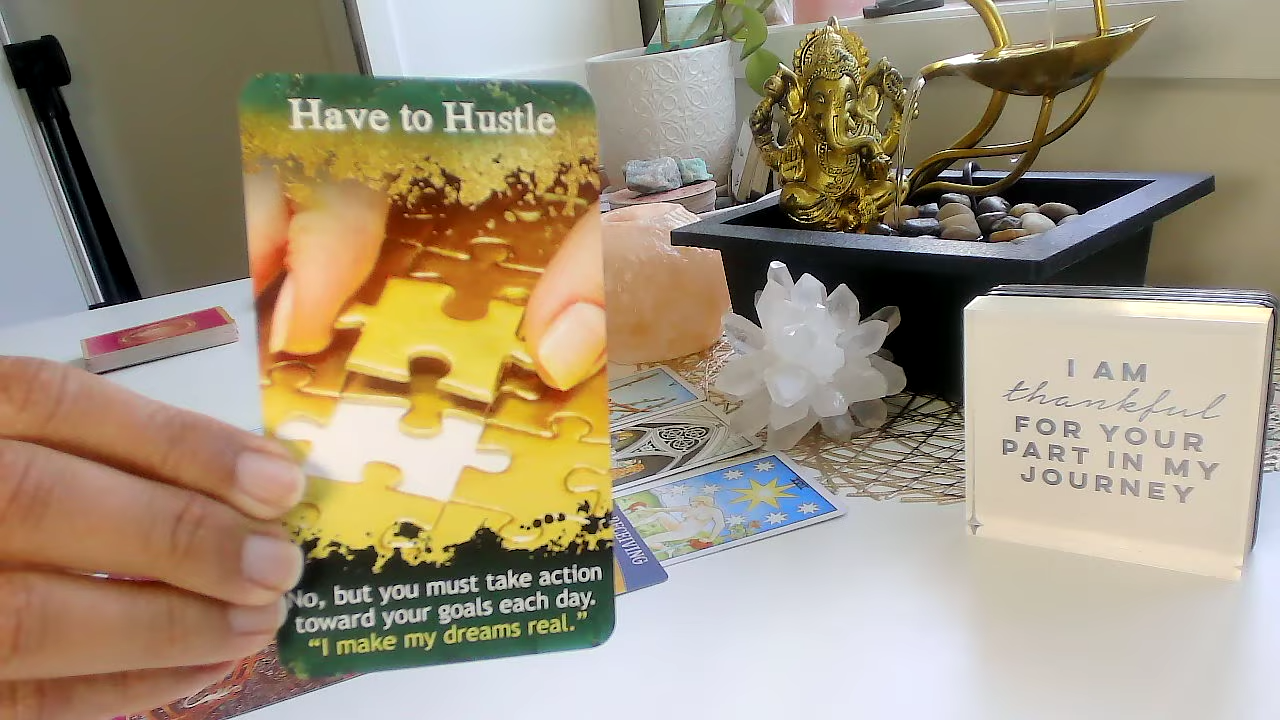 Have to Hustle
No, but you must take action
toward your goals each day.
“I make my dreams real.”
I AM
thankful
FOR YOUR
PART IN MY
JOURNEY